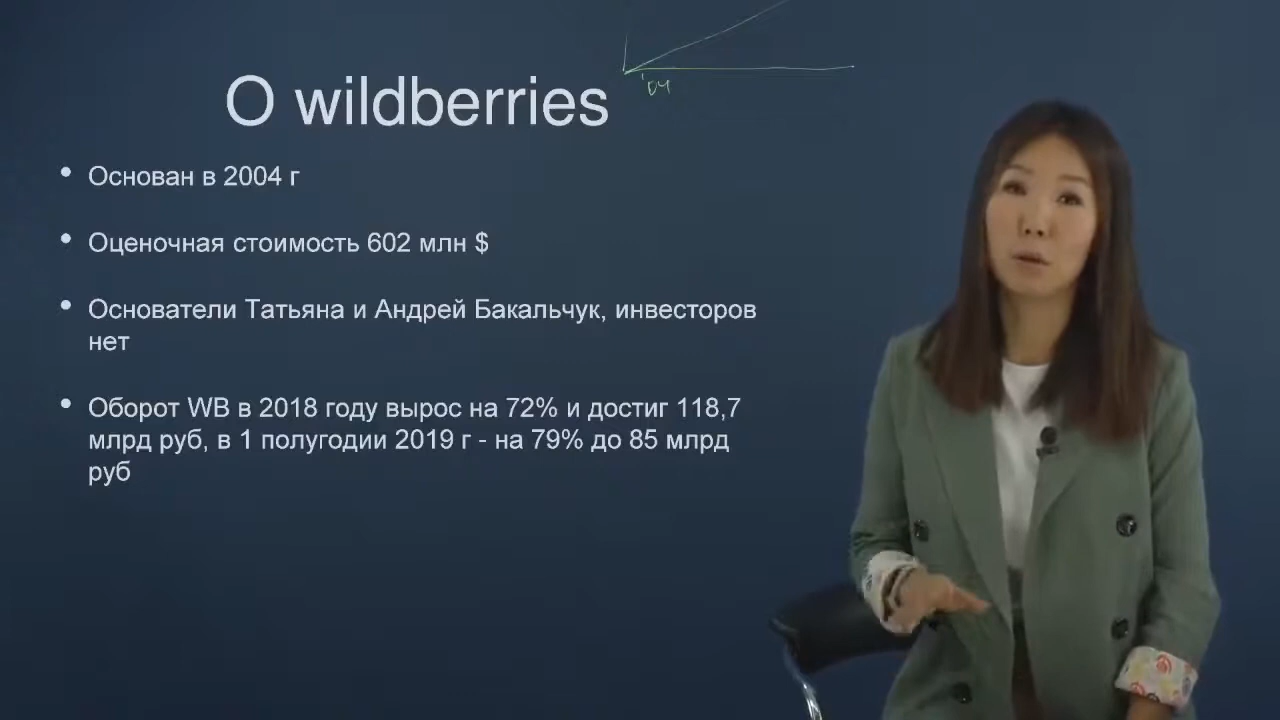 '04
О wildberries
• Основан в 2004 г
• Оценочная стоимость 602 млн $
• Основатели Татьяна и Андрей Бакальчук, инвесторов
нет
• Оборот WB в 2018 году вырос на 72% и достиг 118,7
млрд руб, в 1 полугодии 2019 г - на 79% до 85 млрд
руб